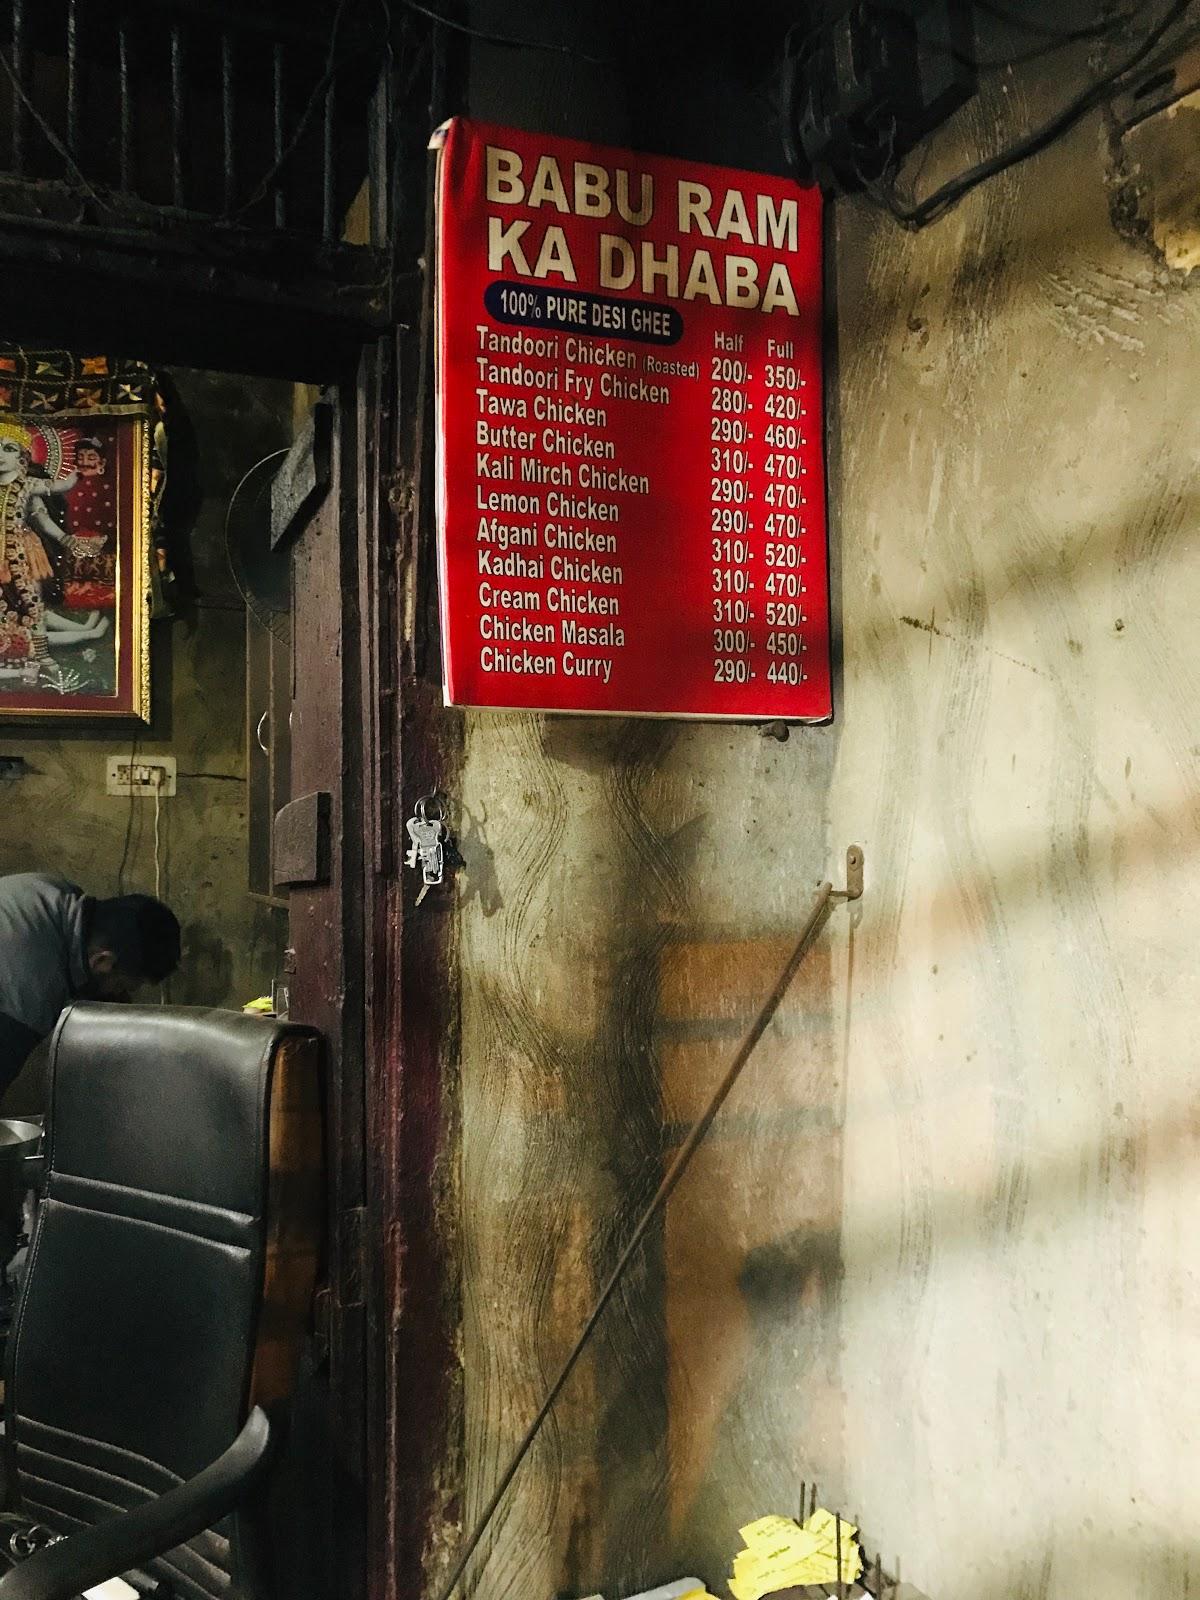 BABU RAM
KA DHABA
100% PURE DESI GHEE
Half Full
Tandoori Chicken (Roasted) 200/- 350/-
Tandoori Fry Chicken 280/- 420/-
Tawa Chicken 290/- 460/-
Butter Chicken 310/- 470/-
Kali Mirch Chicken 290/- 470/-
Lemon Chicken 290/- 470/-
Afgani Chicken 310/- 520/-
Kadhai Chicken 310/- 470/-
Cream Chicken 310/- 520/-
Chicken Masala 300/- 450/-
Chicken Curry 290/- 440/-